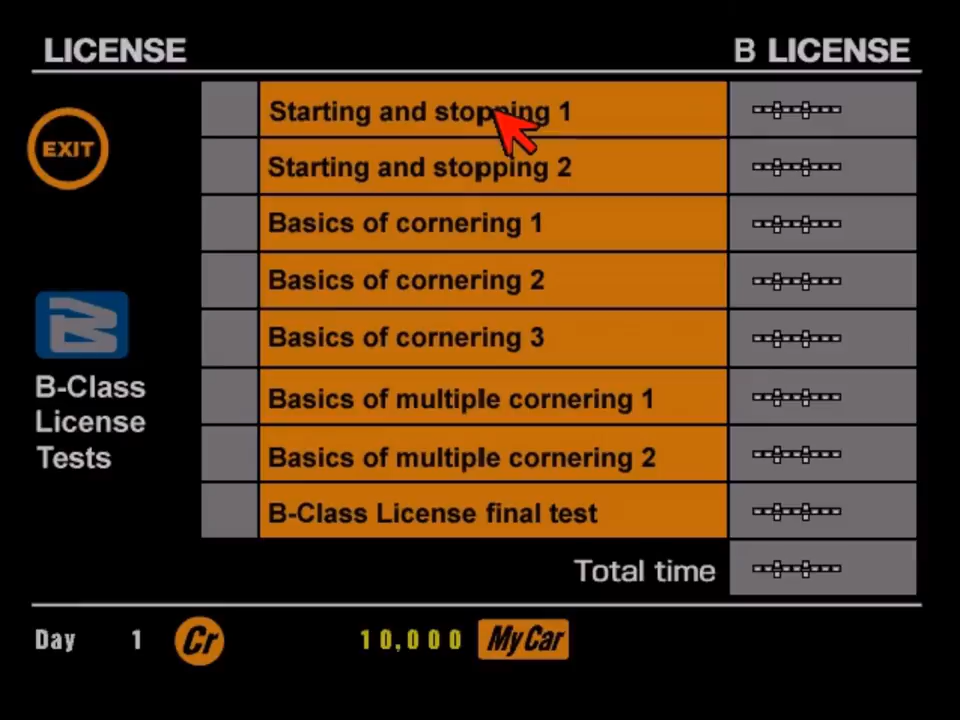 LICENSE
B LICENSE
EXIT
Starting and stopping 1
Starting and stopping 2
Basics of cornering 1
Basics of cornering 2
Basics of cornering 3
Basics of multiple cornering 1
Basics of multiple cornering 2
B-Class License final test
B
B-Class
License
Tests
Total time
Day 1 Cr 10,000 MyCar